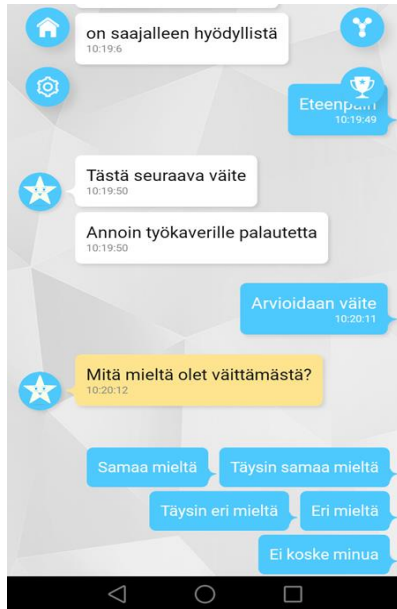 on saajalleen hyödyllistä
10:19:6
Eteenpäin
10:19:49
Tästä seuraava väite
10:19:50
Annoin työkaverille palautetta
10:19:50
Arvioidaan väite
10:20:11
Mitä mieltä olet väittämästä?
10:20:12
Samaa mieltä
Täysin samaa mieltä
Täysin eri mieltä
Eri mieltä
Ei koske minua